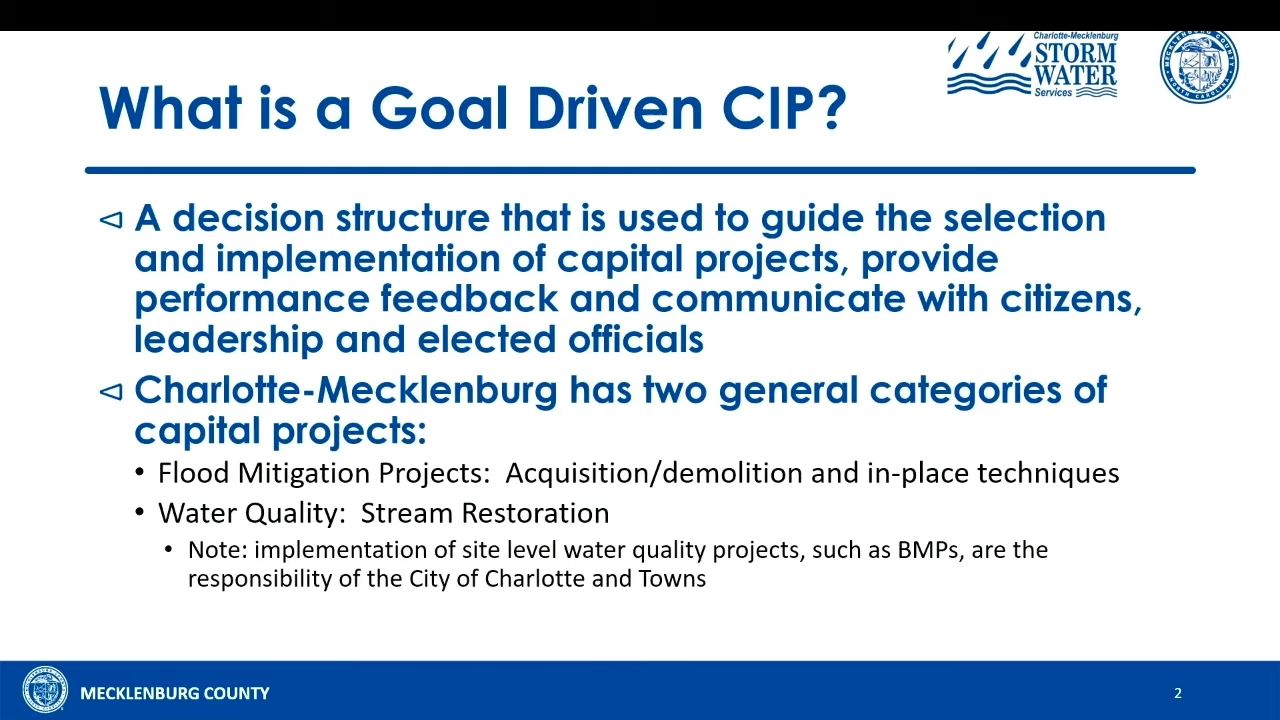 Charlotte-Mecklenburg
STORM
WATER
Services
What is a Goal Driven CIP?
A decision structure that is used to guide the selection
and implementation of capital projects, provide
performance feedback and communicate with citizens,
leadership and elected officials
Charlotte-Mecklenburg has two general categories of
capital projects:
• Flood Mitigation Projects:  Acquisition/demolition and in-place techniques
• Water Quality:  Stream Restoration
• Note: implementation of site level water quality projects, such as BMPs, are the
responsibility of the City of Charlotte and Towns
MECKLENBURG COUNTY
2